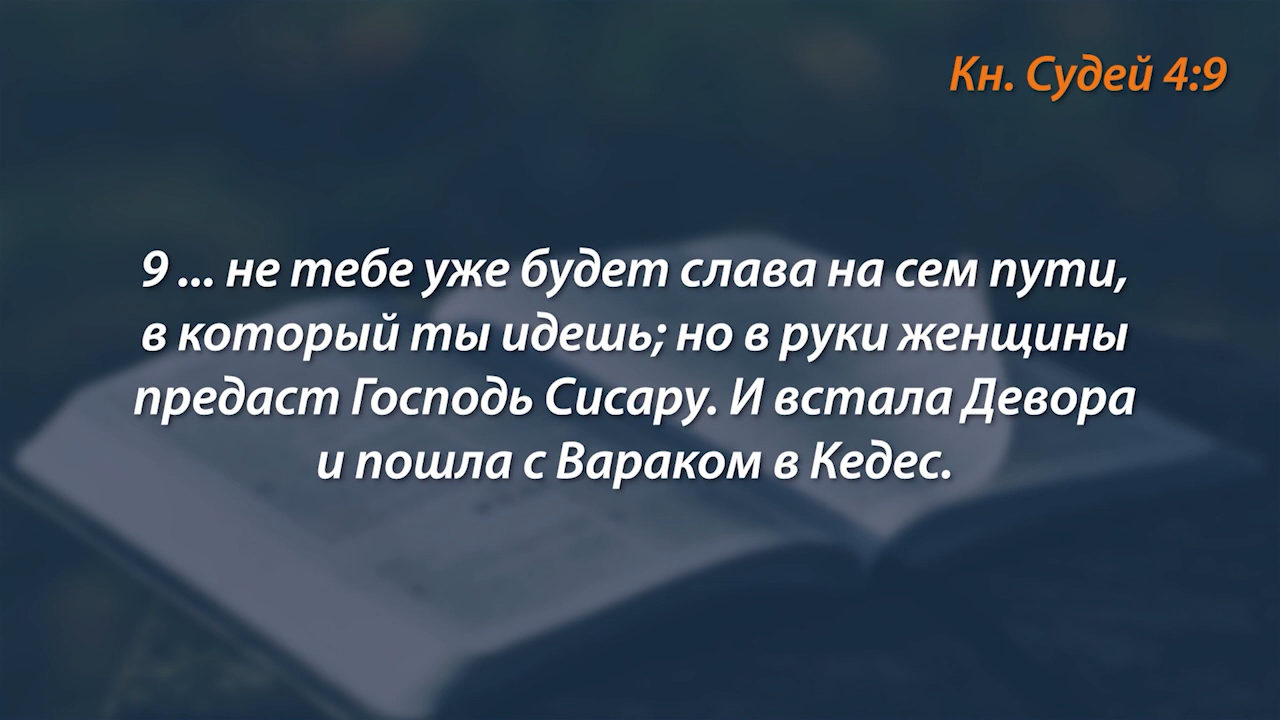 Кн. Судей 4:9
9 ... не тебе уже будет слава на сем пути,
в который ты идешь; но в руки женщины
предаст Господь Сисару. И встала Девора
и пошла с Вараком в Кедес.